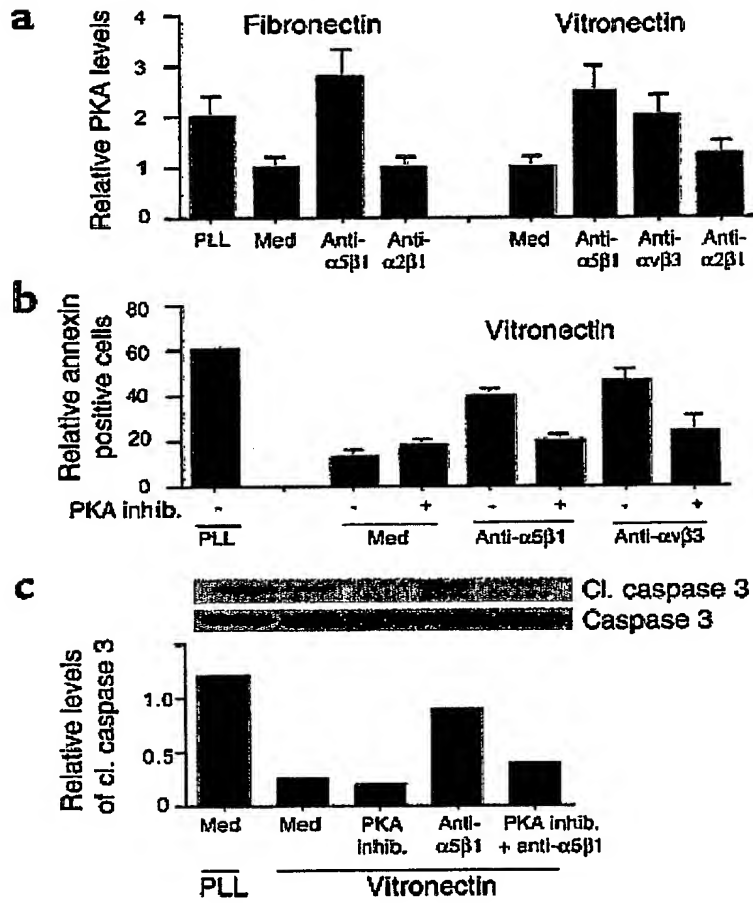 a
Relative PKA levels
4
3
2
1
0
Fibronectin
Vitronectin
PLL
Med
Anti-
α5β1
Anti-
α2β1
Med
Anti-
α5β1
Anti-
αvβ3
Anti-
α2β1
b
Relative annexin
positive cells
80
60
40
20
0
Vitronectin
PKA inhib.
-
-
+
-
+
-
+
PLL
Med
Anti-α5β1
Anti-αvβ3
c
Cl. caspase 3
Caspase 3
Relative levels
of cl. caspase 3
1.0
0.5
0
Med
Med
PKA
inhib.
Anti-
α5β1
PKA inhib.
+ anti-α5β1
PLL
Vitronectin